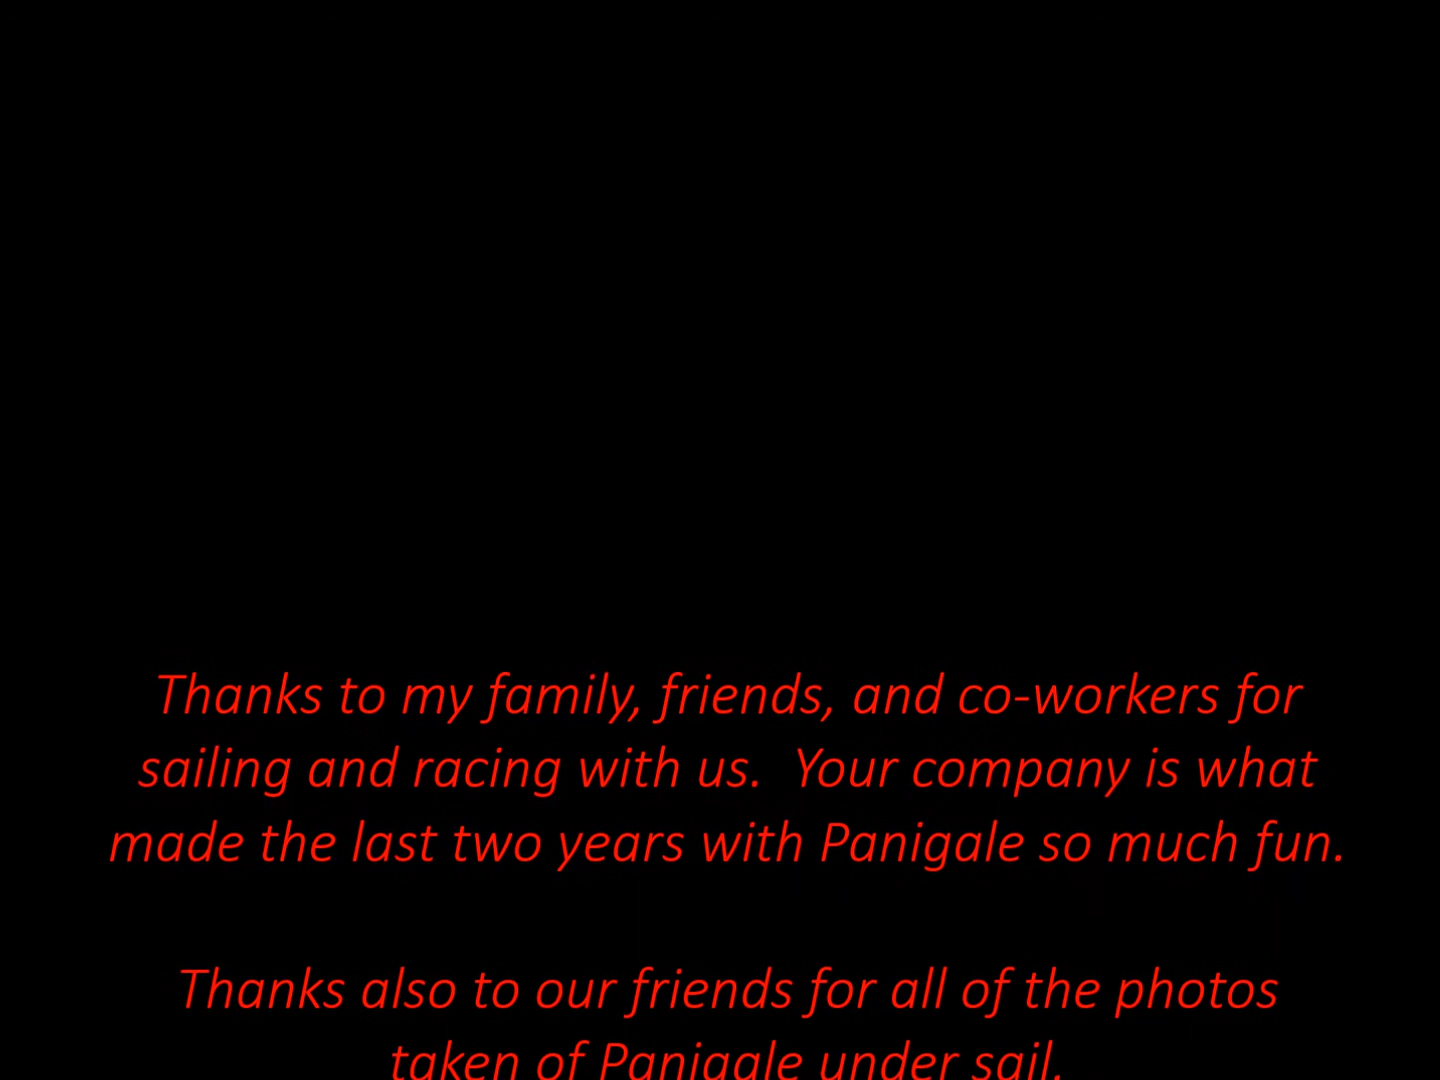 Thanks to my family, friends, and co-workers for
sailing and racing with us.  Your company is what
made the last two years with Panigale so much fun.
Thanks also to our friends for all of the photos
taken of Panigale under sail.